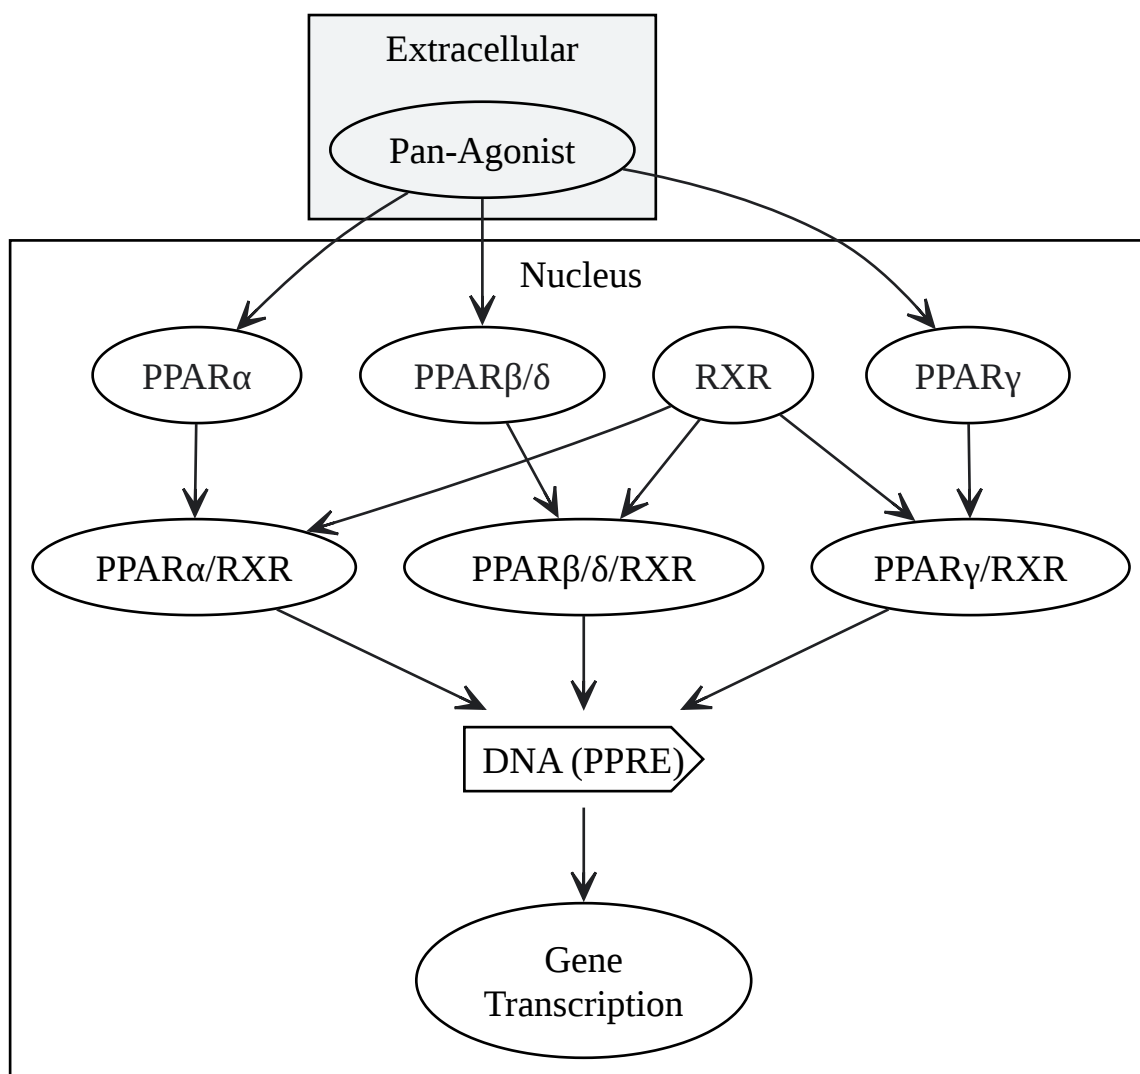 Extracellular
Pan-Agonist
Nucleus
PPARα
PPARβ/δ
RXR
PPARγ
PPARα/RXR
PPARβ/δ/RXR
PPARγ/RXR
DNA (PPRE)
Gene
Transcription